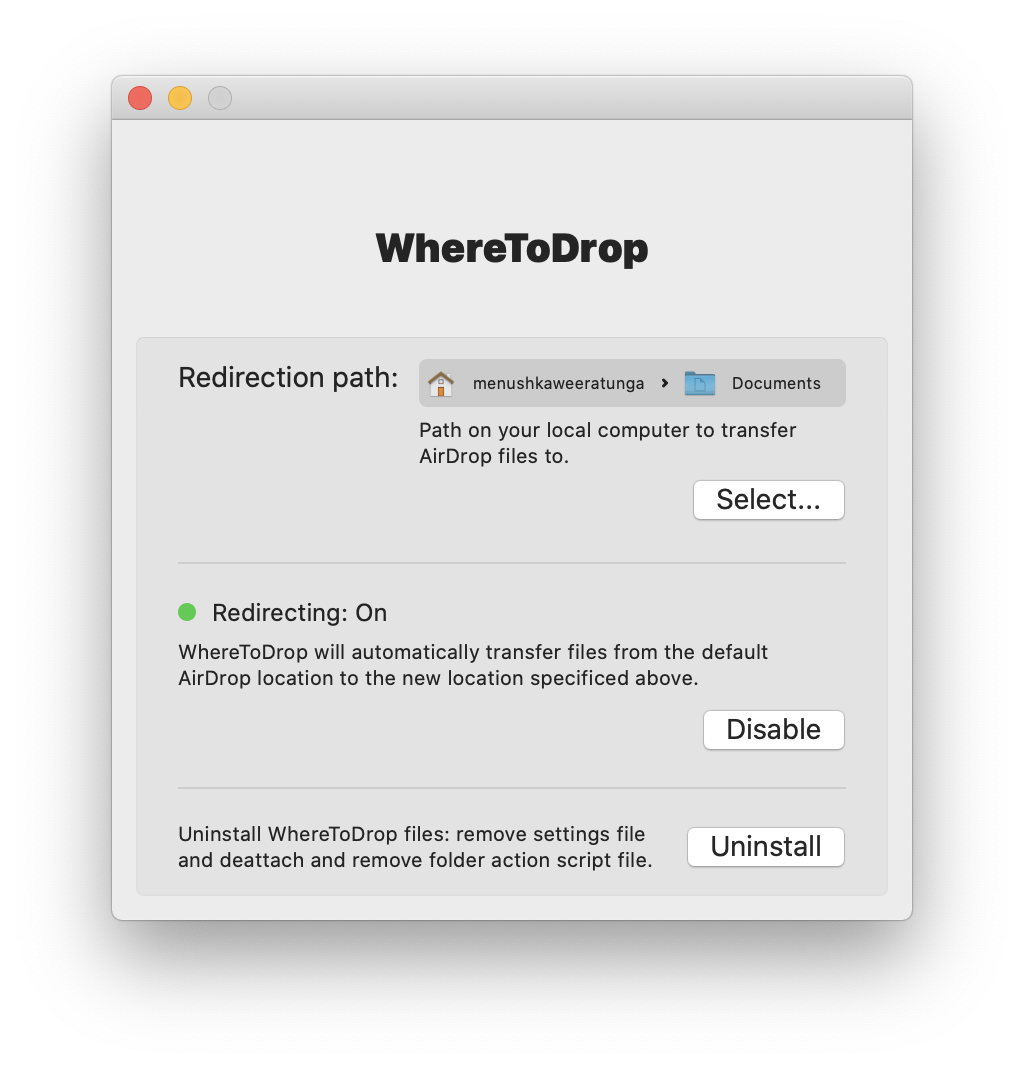 WhereToDrop
Redirection path:
menushkaweeratunga › Documents
Path on your local computer to transfer
AirDrop files to.
Select...
Redirecting: On
WhereToDrop will automatically transfer files from the default
AirDrop location to the new location specificed above.
Disable
Uninstall WhereToDrop files: remove settings file
and deattach and remove folder action script file.
Uninstall